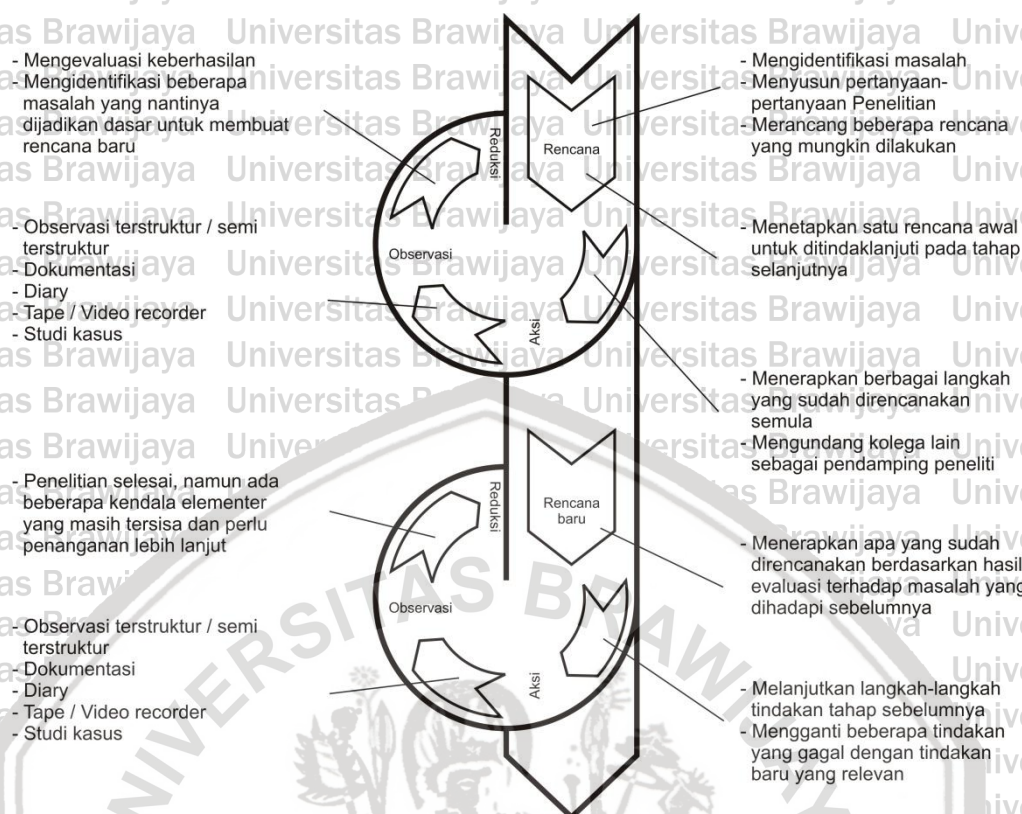 - Mengevaluasi keberhasilan
- Mengidentifikasi beberapa
masalah yang nantinya
dijadikan dasar untuk membuat
rencana baru
- Observasi terstruktur / semi
terstruktur
- Dokumentasi
- Diary
- Tape / Video recorder
- Studi kasus
Reduksi
Rencana
Observasi
Aksi
- Mengidentifikasi masalah
- Menyusun pertanyaan-
pertanyaan Penelitian
- Merancang beberapa rencana
yang mungkin dilakukan
- Menetapkan satu rencana awal
untuk ditindaklanjuti pada tahap
selanjutnya
- Menerapkan berbagai langkah
yang sudah direncanakan
semula
- Mengundang kolega lain
sebagai pendamping peneliti
- Penelitian selesai, namun ada
beberapa kendala elementer
yang masih tersisa dan perlu
penanganan lebih lanjut
- Observasi terstruktur / semi
terstruktur
- Dokumentasi
- Diary
- Tape / Video recorder
- Studi kasus
Reduksi
Rencana
baru
Observasi
Aksi
- Menerapkan apa yang sudah
direncanakan berdasarkan hasil
evaluasi terhadap masalah yang
dihadapi sebelumnya
- Melanjutkan langkah-langkah
tindakan tahap sebelumnya
- Mengganti beberapa tindakan
yang gagal dengan tindakan
baru yang relevan
Universitas Brawijaya
UNIVERSITAS BRAWIJAYA